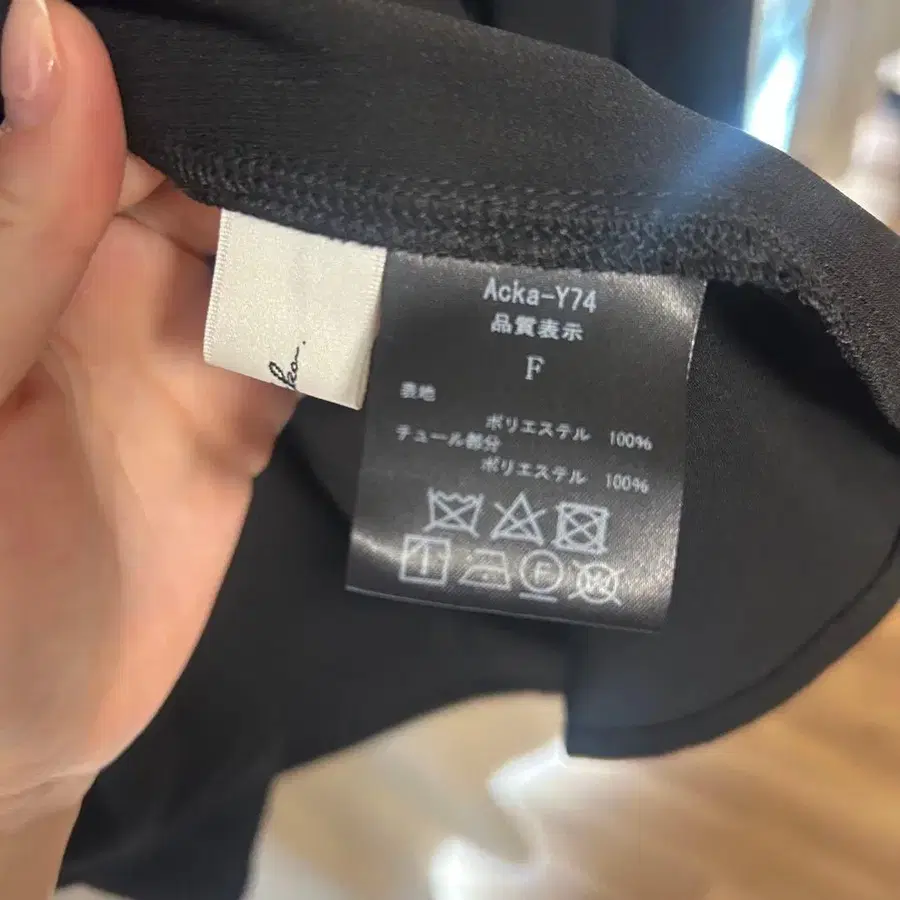 Acka-Y74
品質表示
F
表地
ポリエステル 100%
テュール部分
ポリエステル 100%
F
W